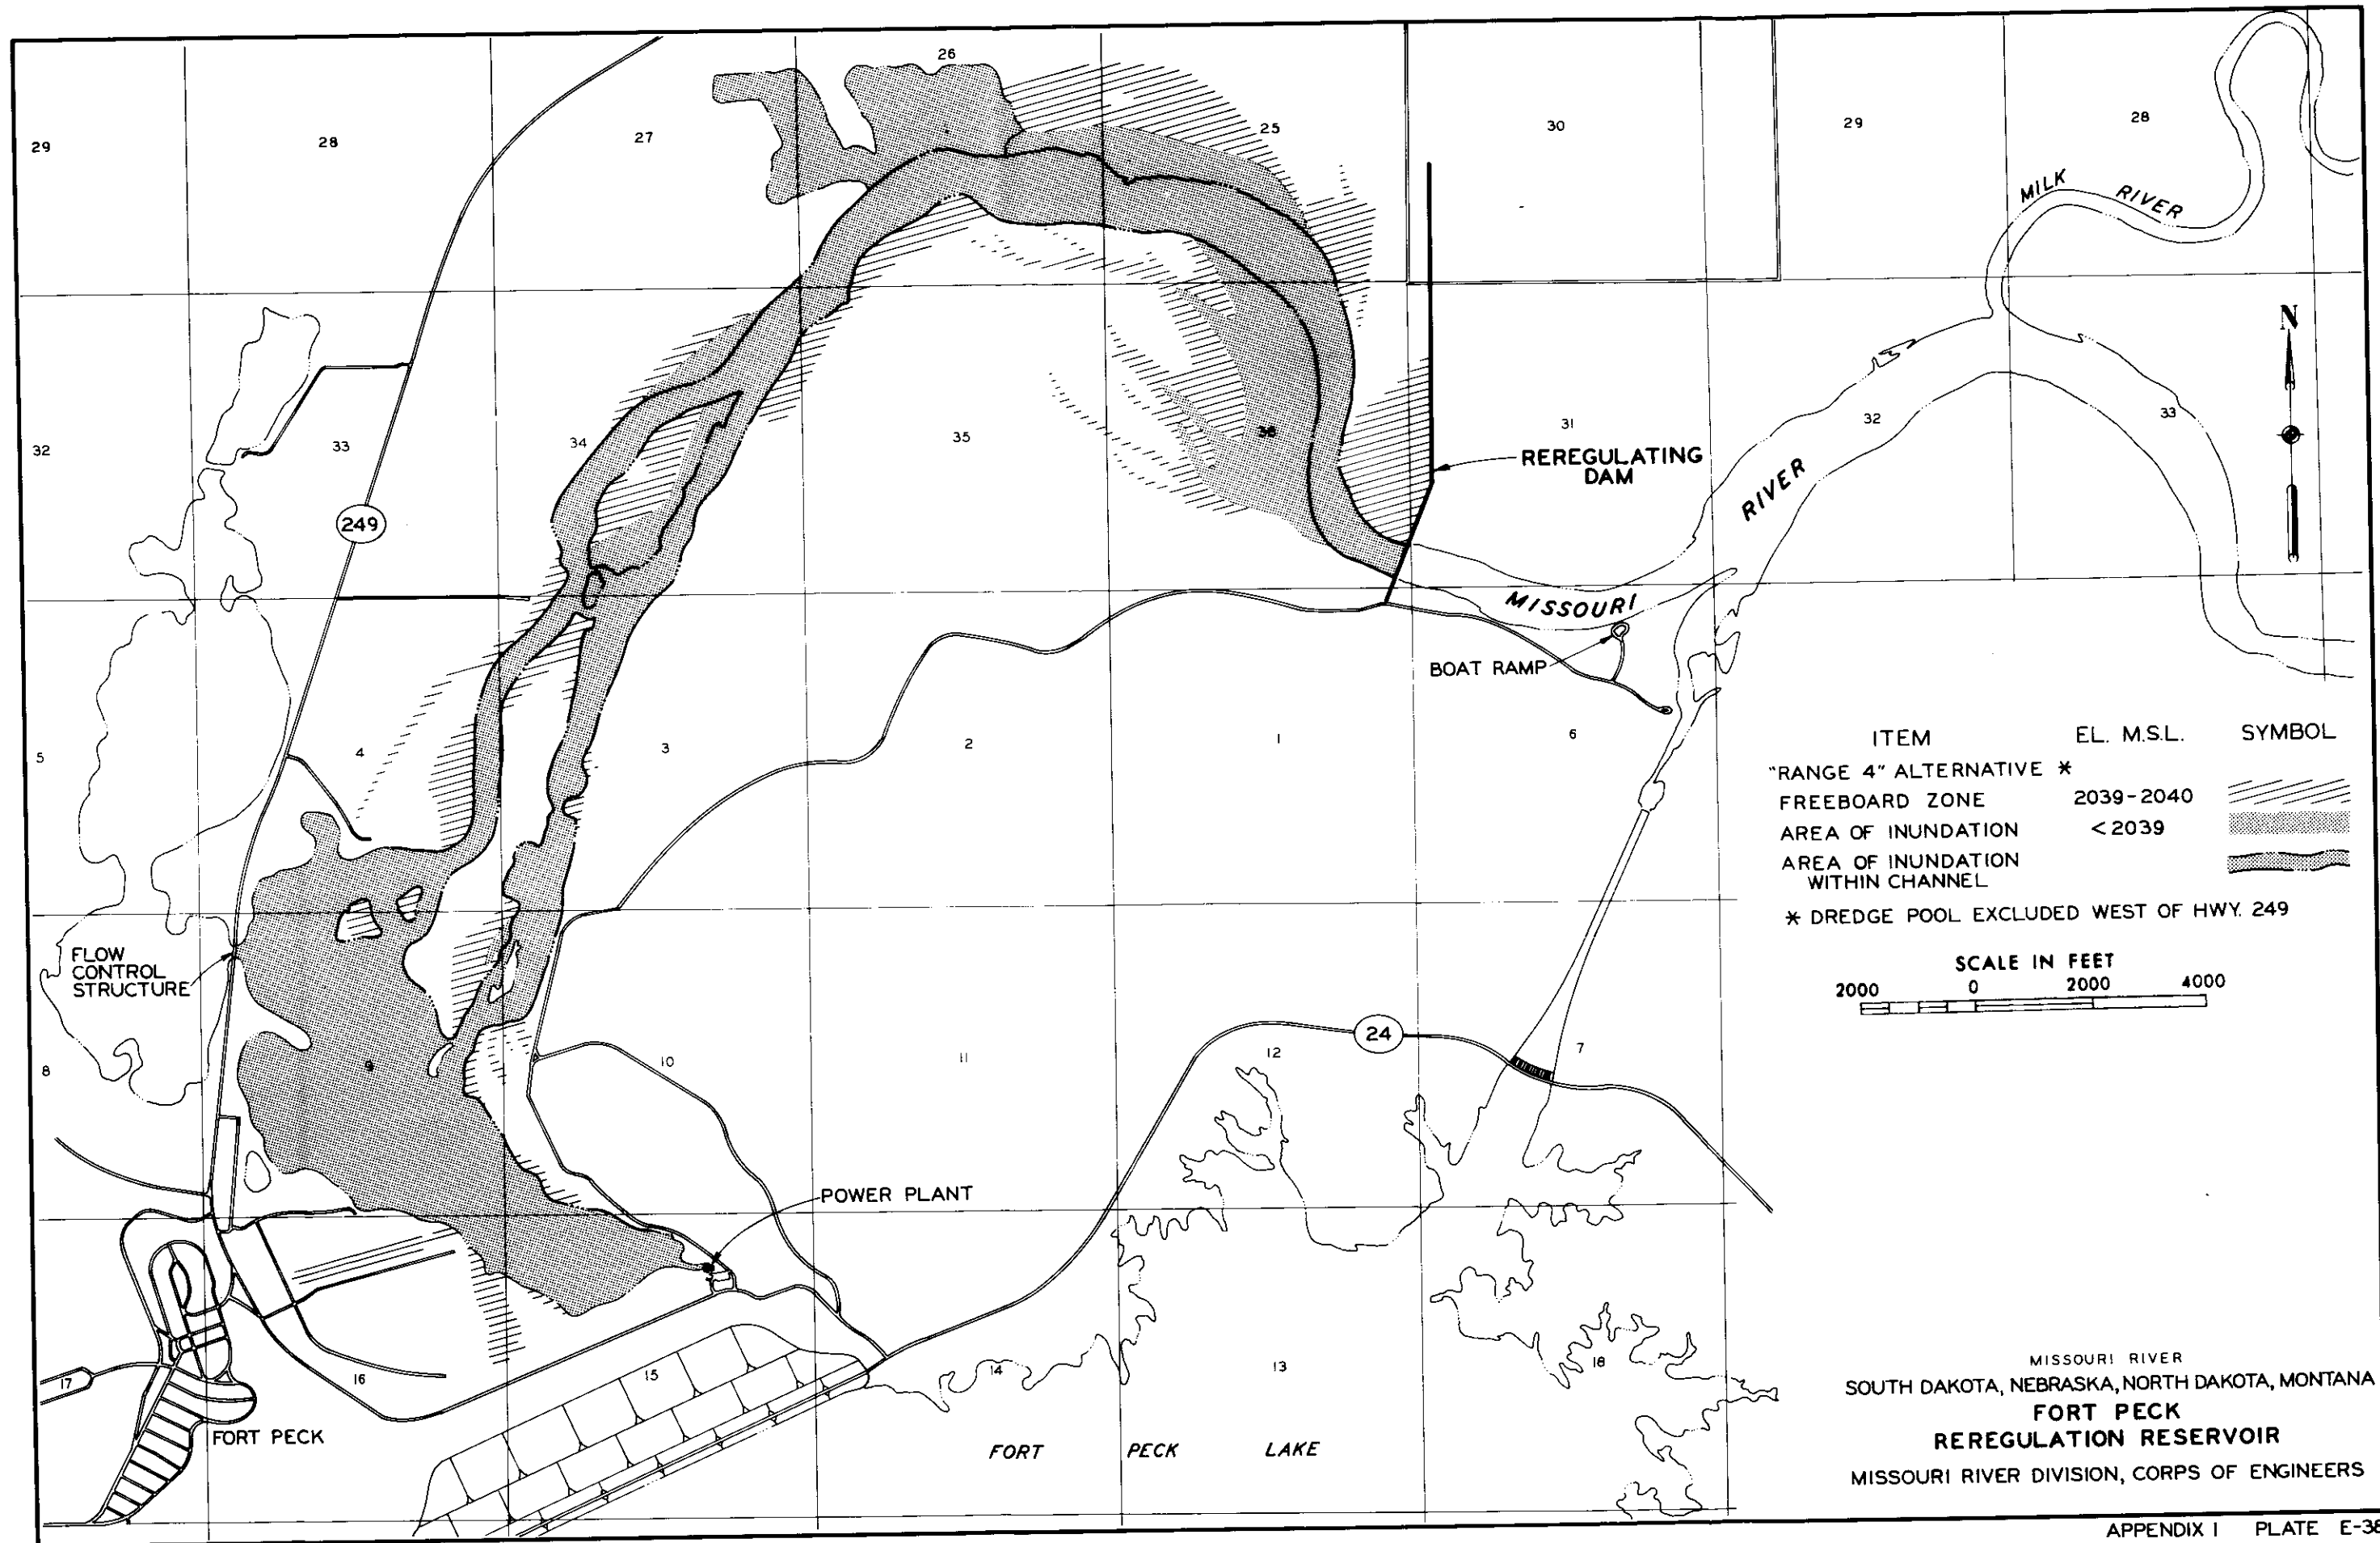 26
29
28
27
25
30
29
28
MILK RIVER
N
32
33
34
35
36
31
32
33
249
REREGULATING
DAM
MISSOURI RIVER
BOAT RAMP
5
4
3
2
1
6
ITEM EL. M.S.L. SYMBOL
"RANGE 4" ALTERNATIVE *
FREEBOARD ZONE 2039-2040
AREA OF INUNDATION <2039
AREA OF INUNDATION
WITHIN CHANNEL
* DREDGE POOL EXCLUDED WEST OF HWY. 249
FLOW
CONTROL
STRUCTURE
SCALE IN FEET
2000 0 2000 4000
8
9
10
11
12
24
7
POWER PLANT
17
16
15
14
13
18
FORT PECK
FORT PECK LAKE
MISSOURI RIVER
SOUTH DAKOTA, NEBRASKA, NORTH DAKOTA, MONTANA
FORT PECK
REREGULATION RESERVOIR
MISSOURI RIVER DIVISION, CORPS OF ENGINEERS
APPENDIX I PLATE E-38